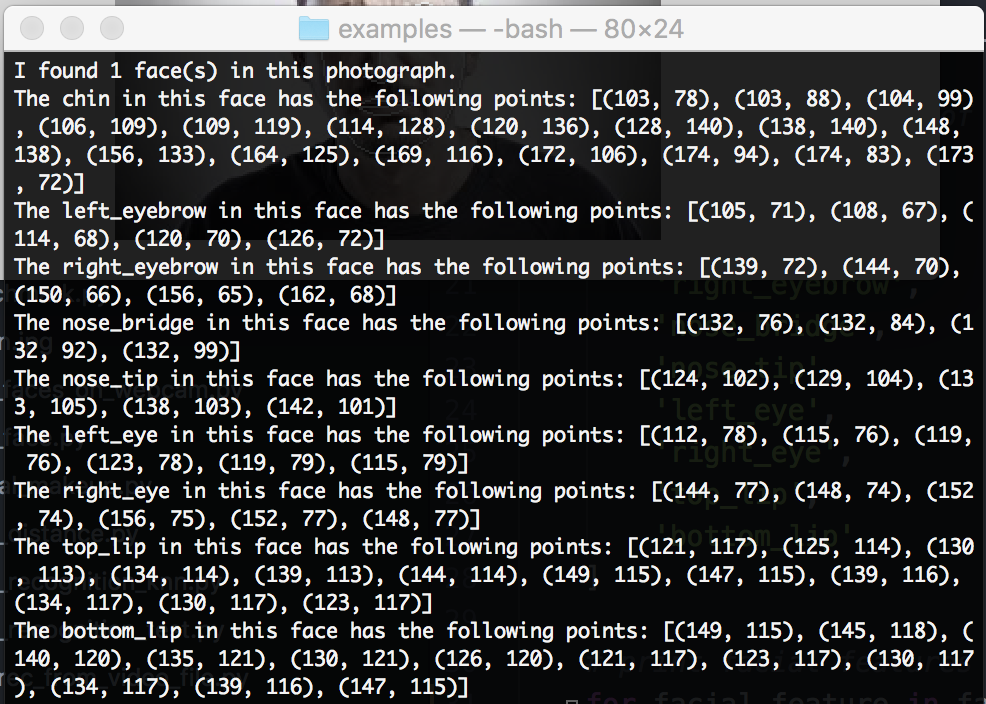 examples — -bash — 80×24
I found 1 face(s) in this photograph.
The chin in this face has the following points: [(103, 78), (103, 88), (104, 99)
, (106, 109), (109, 119), (114, 128), (120, 136), (128, 140), (138, 140), (148,
138), (156, 133), (164, 125), (169, 116), (172, 106), (174, 94), (174, 83), (173
, 72)]
The left_eyebrow in this face has the following points: [(105, 71), (108, 67), (
114, 68), (120, 70), (126, 72)]
The right_eyebrow in this face has the following points: [(139, 72), (144, 70),
(150, 66), (156, 65), (162, 68)]
The nose_bridge in this face has the following points: [(132, 76), (132, 84), (1
32, 92), (132, 99)]
The nose_tip in this face has the following points: [(124, 102), (129, 104), (13
3, 105), (138, 103), (142, 101)]
The left_eye in this face has the following points: [(112, 78), (115, 76), (119,
 76), (123, 78), (119, 79), (115, 79)]
The right_eye in this face has the following points: [(144, 77), (148, 74), (152
, 74), (156, 75), (152, 77), (148, 77)]
The top_lip in this face has the following points: [(121, 117), (125, 114), (130
, 113), (134, 114), (139, 113), (144, 114), (149, 115), (147, 115), (139, 116),
(134, 117), (130, 117), (123, 117)]
The bottom_lip in this face has the following points: [(149, 115), (145, 118), (
140, 120), (135, 121), (130, 121), (126, 120), (121, 117), (123, 117), (130, 117
), (134, 117), (139, 116), (147, 115)]